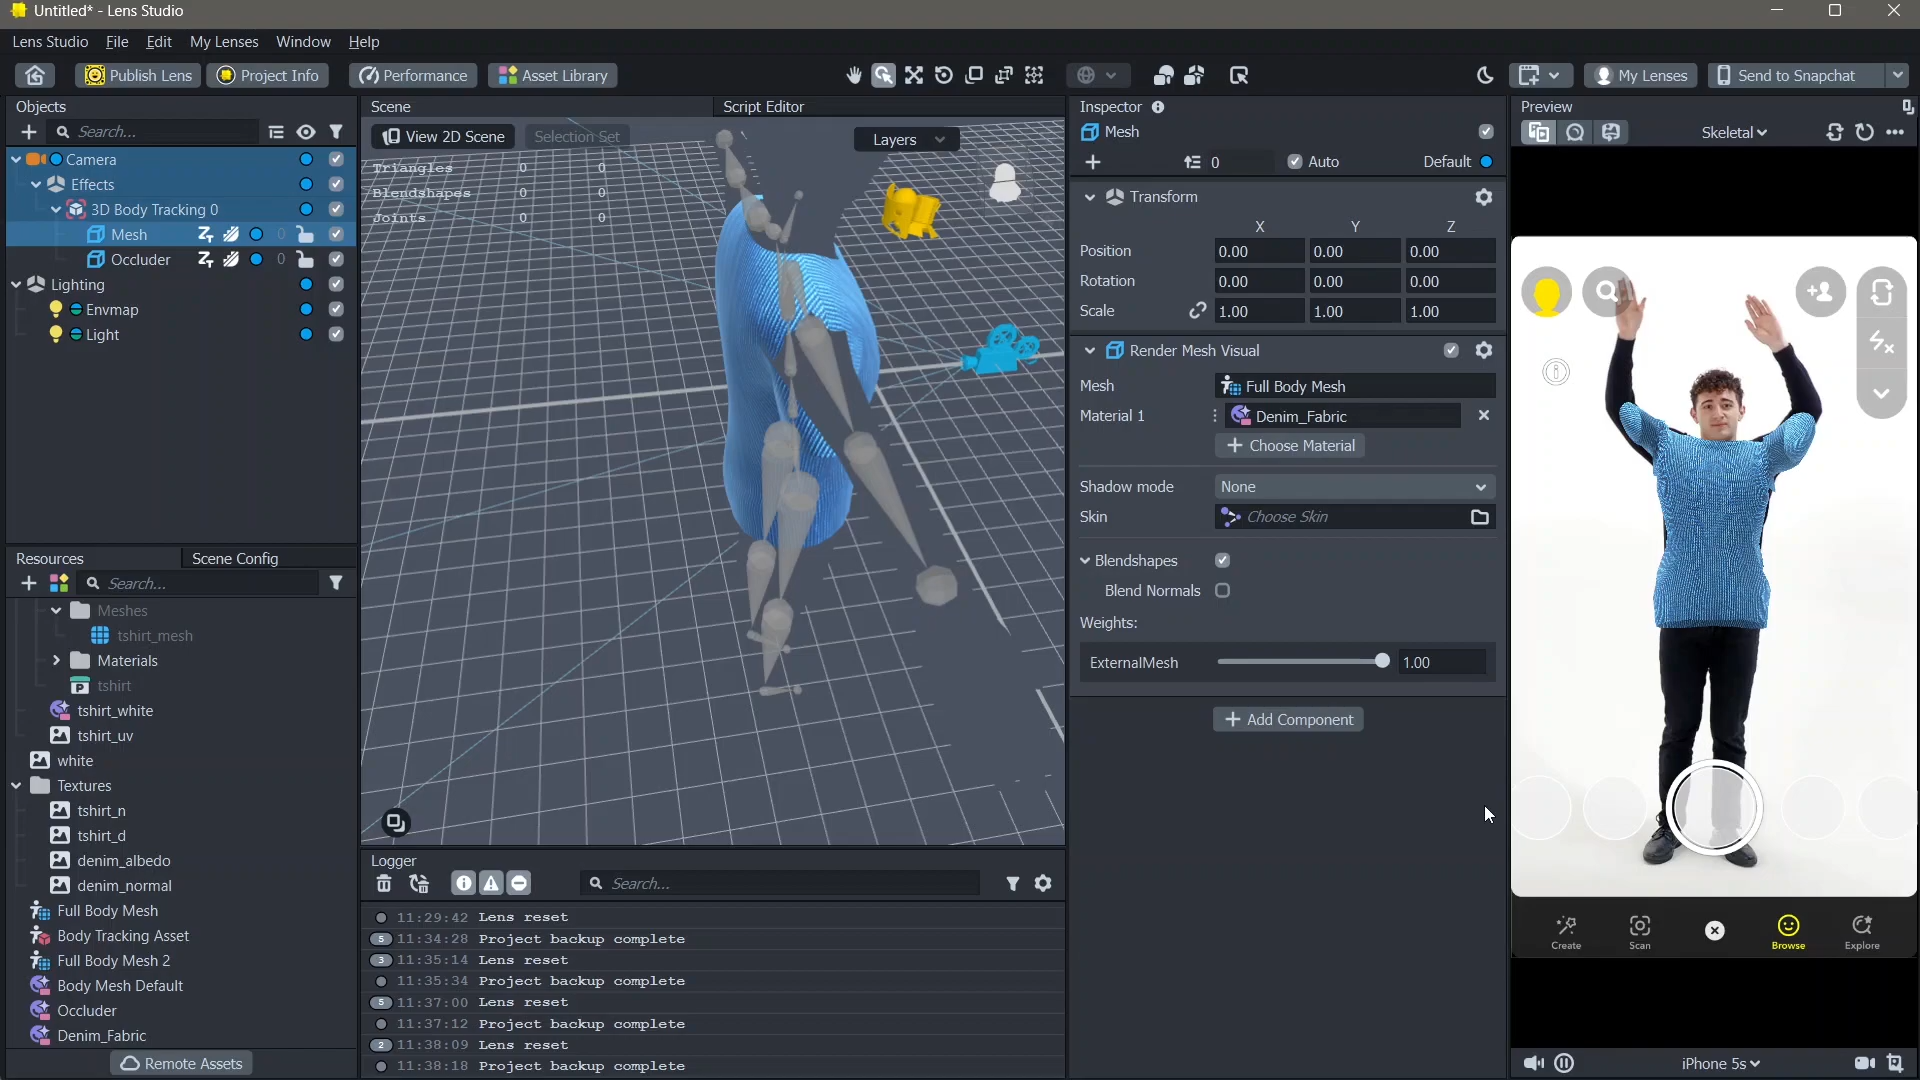 Untitled* - Lens Studio
Lens Studio File Edit My Lenses Window Help
Publish Lens Project Info Performance Asset Library My Lenses Send to Snapchat
Objects
Search...
Camera
Effects
3D Body Tracking 0
Mesh 0
Occluder 0
Lighting
Envmap
Light
Resources Scene Config
Search...
Meshes
tshirt_mesh
Materials
tshirt
tshirt_white
tshirt_uv
white
Textures
tshirt_n
tshirt_d
denim_albedo
denim_normal
Full Body Mesh
Body Tracking Asset
Full Body Mesh 2
Body Mesh Default
Occluder
Denim_Fabric
Remote Assets
Scene Script Editor
View 2D Scene Selection Set Layers
Triangles 0 0
Blendshapes 0 0
Joints 0 0
Logger
Search...
11:29:42 Lens reset
5 11:34:28 Project backup complete
3 11:35:14 Lens reset
11:35:34 Project backup complete
5 11:37:00 Lens reset
11:37:12 Project backup complete
2 11:38:09 Lens reset
11:38:18 Project backup complete
Inspector
Mesh
0 Auto Default
Transform
X Y Z
Position 0.00 0.00 0.00
Rotation 0.00 0.00 0.00
Scale 1.00 1.00 1.00
Render Mesh Visual
Mesh Full Body Mesh
Material 1 Denim_Fabric
+ Choose Material
Shadow mode None
Skin Choose Skin
Blendshapes
Blend Normals
Weights:
ExternalMesh 1.00
+ Add Component
Preview
Skeletal
Create Scan Browse Explore
iPhone 5s